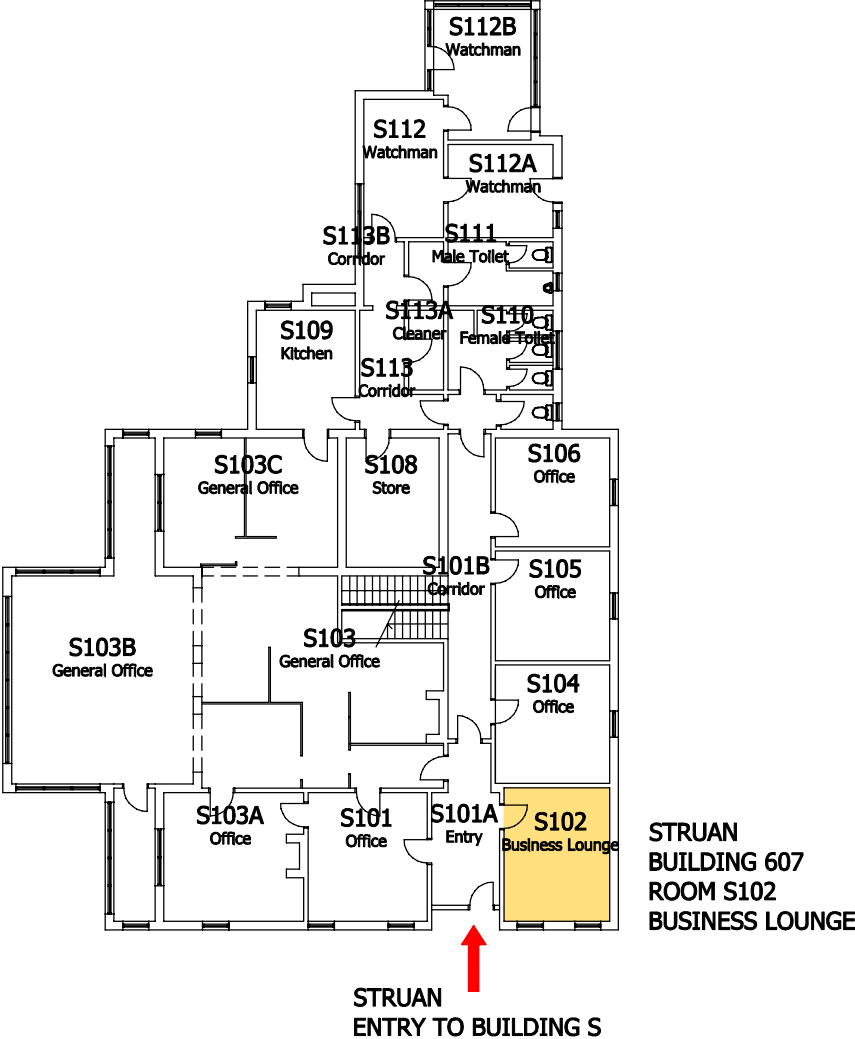 S112B
Watchman
S112
Watchman
S112A
Watchman
S113B
Corridor
S111
Male Toilet
S113A
Cleaner
S110
Female Toilet
S109
Kitchen
S113
Corridor
S103C
General Office
S108
Store
S106
Office
S101B
Corridor
S105
Office
S103B
General Office
S103
General Office
S104
Office
S103A
Office
S101
Office
S101A
Entry
S102
Business Lounge
STRUAN
BUILDING 607
ROOM S102
BUSINESS LOUNGE
STRUAN
ENTRY TO BUILDING S